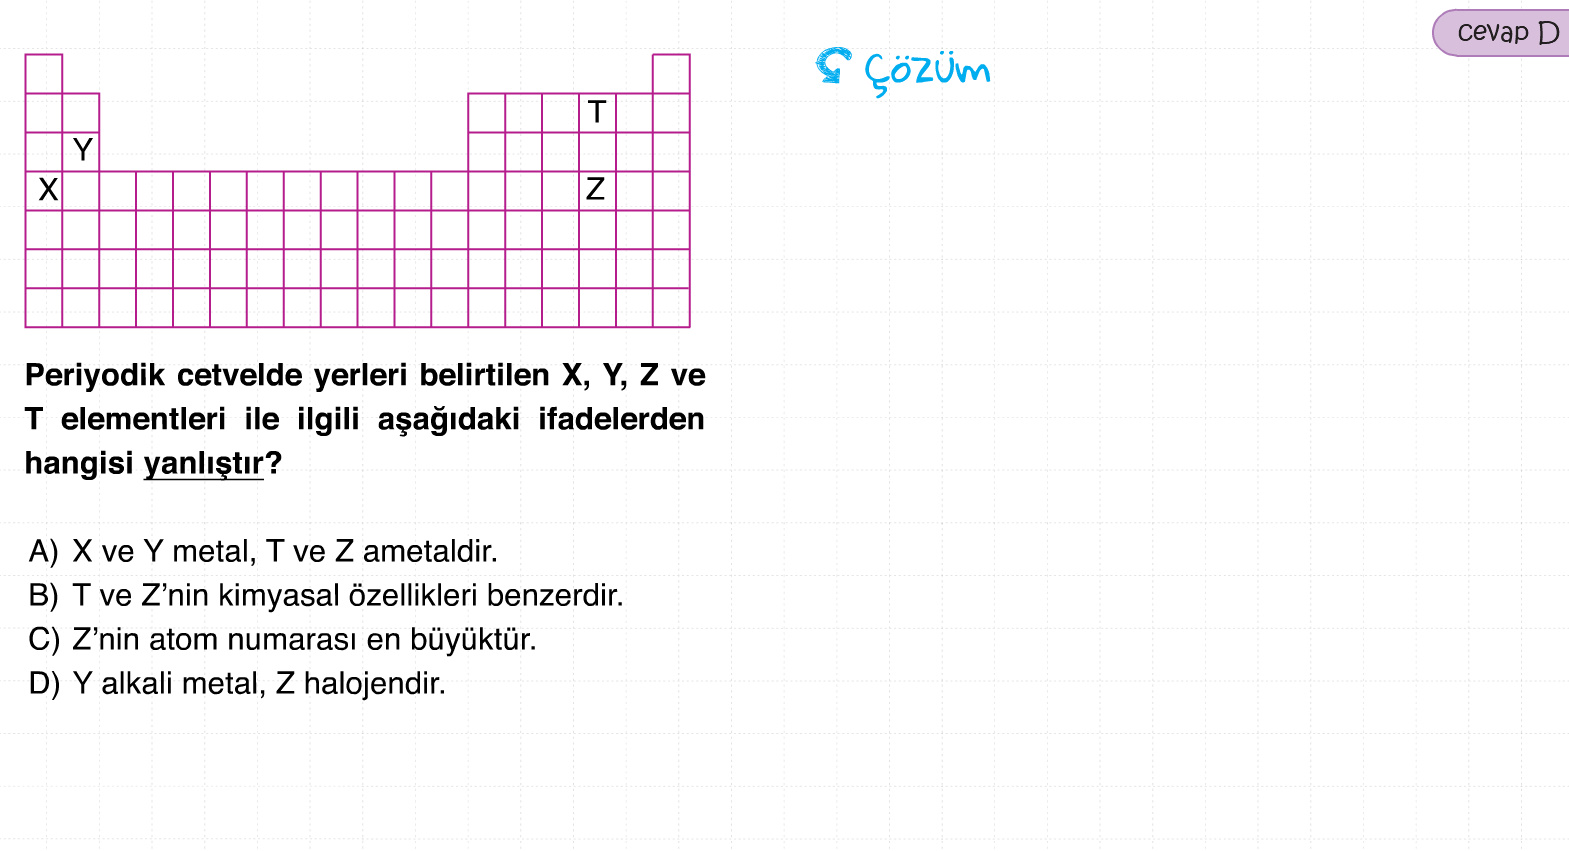 cevap D
Çözüm
T
Y
X
Z
Periyodik cetvelde yerleri belirtilen X, Y, Z ve
T elementleri ile ilgili aşağıdaki ifadelerden
hangisi yanlıştır?
A) X ve Y metal, T ve Z ametaldir.
B) T ve Z’nin kimyasal özellikleri benzerdir.
C) Z’nin atom numarası en büyüktür.
D) Y alkali metal, Z halojendir.